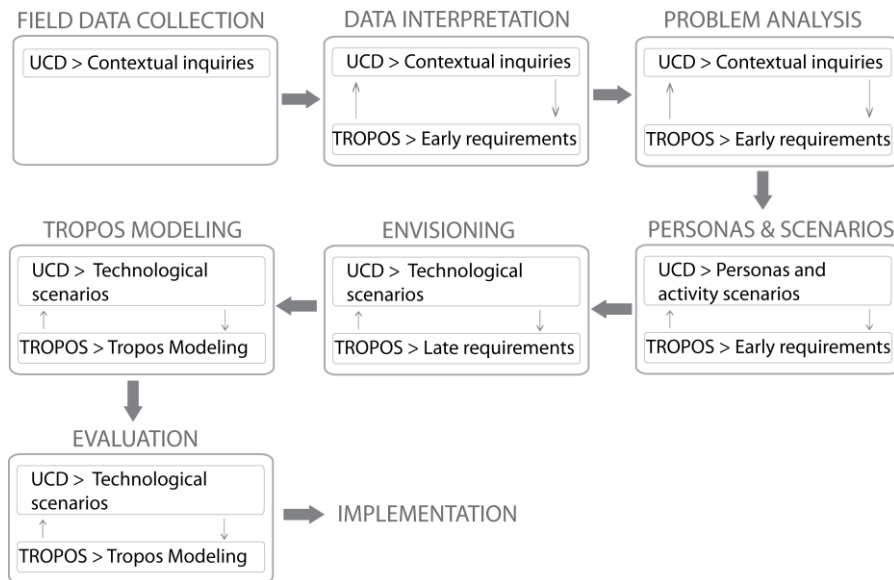 FIELD DATA COLLECTION
UCD > Contextual inquiries
DATA INTERPRETATION
UCD > Contextual inquiries
TROPOS > Early requirements
PROBLEM ANALYSIS
UCD > Contextual inquiries
TROPOS > Early requirements
PERSONAS & SCENARIOS
UCD > Personas and
activity scenarios
TROPOS > Early requirements
ENVISIONING
UCD > Technological
scenarios
TROPOS > Late requirements
TROPOS MODELING
UCD > Technological
scenarios
TROPOS > Tropos Modeling
EVALUATION
UCD > Technological
scenarios
TROPOS > Tropos Modeling
IMPLEMENTATION